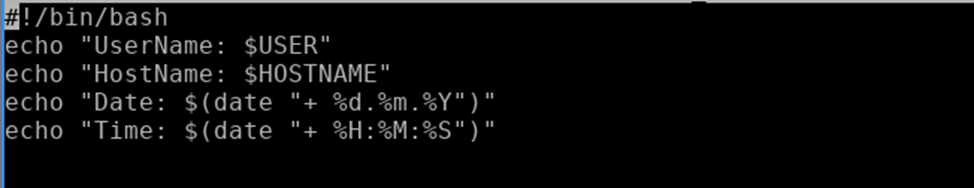 #!/bin/bash
echo "UserName: $USER"
echo "HostName: $HOSTNAME"
echo "Date: $(date "+ %d.%m.%Y")"
echo "Time: $(date "+ %H:%M:%S")"